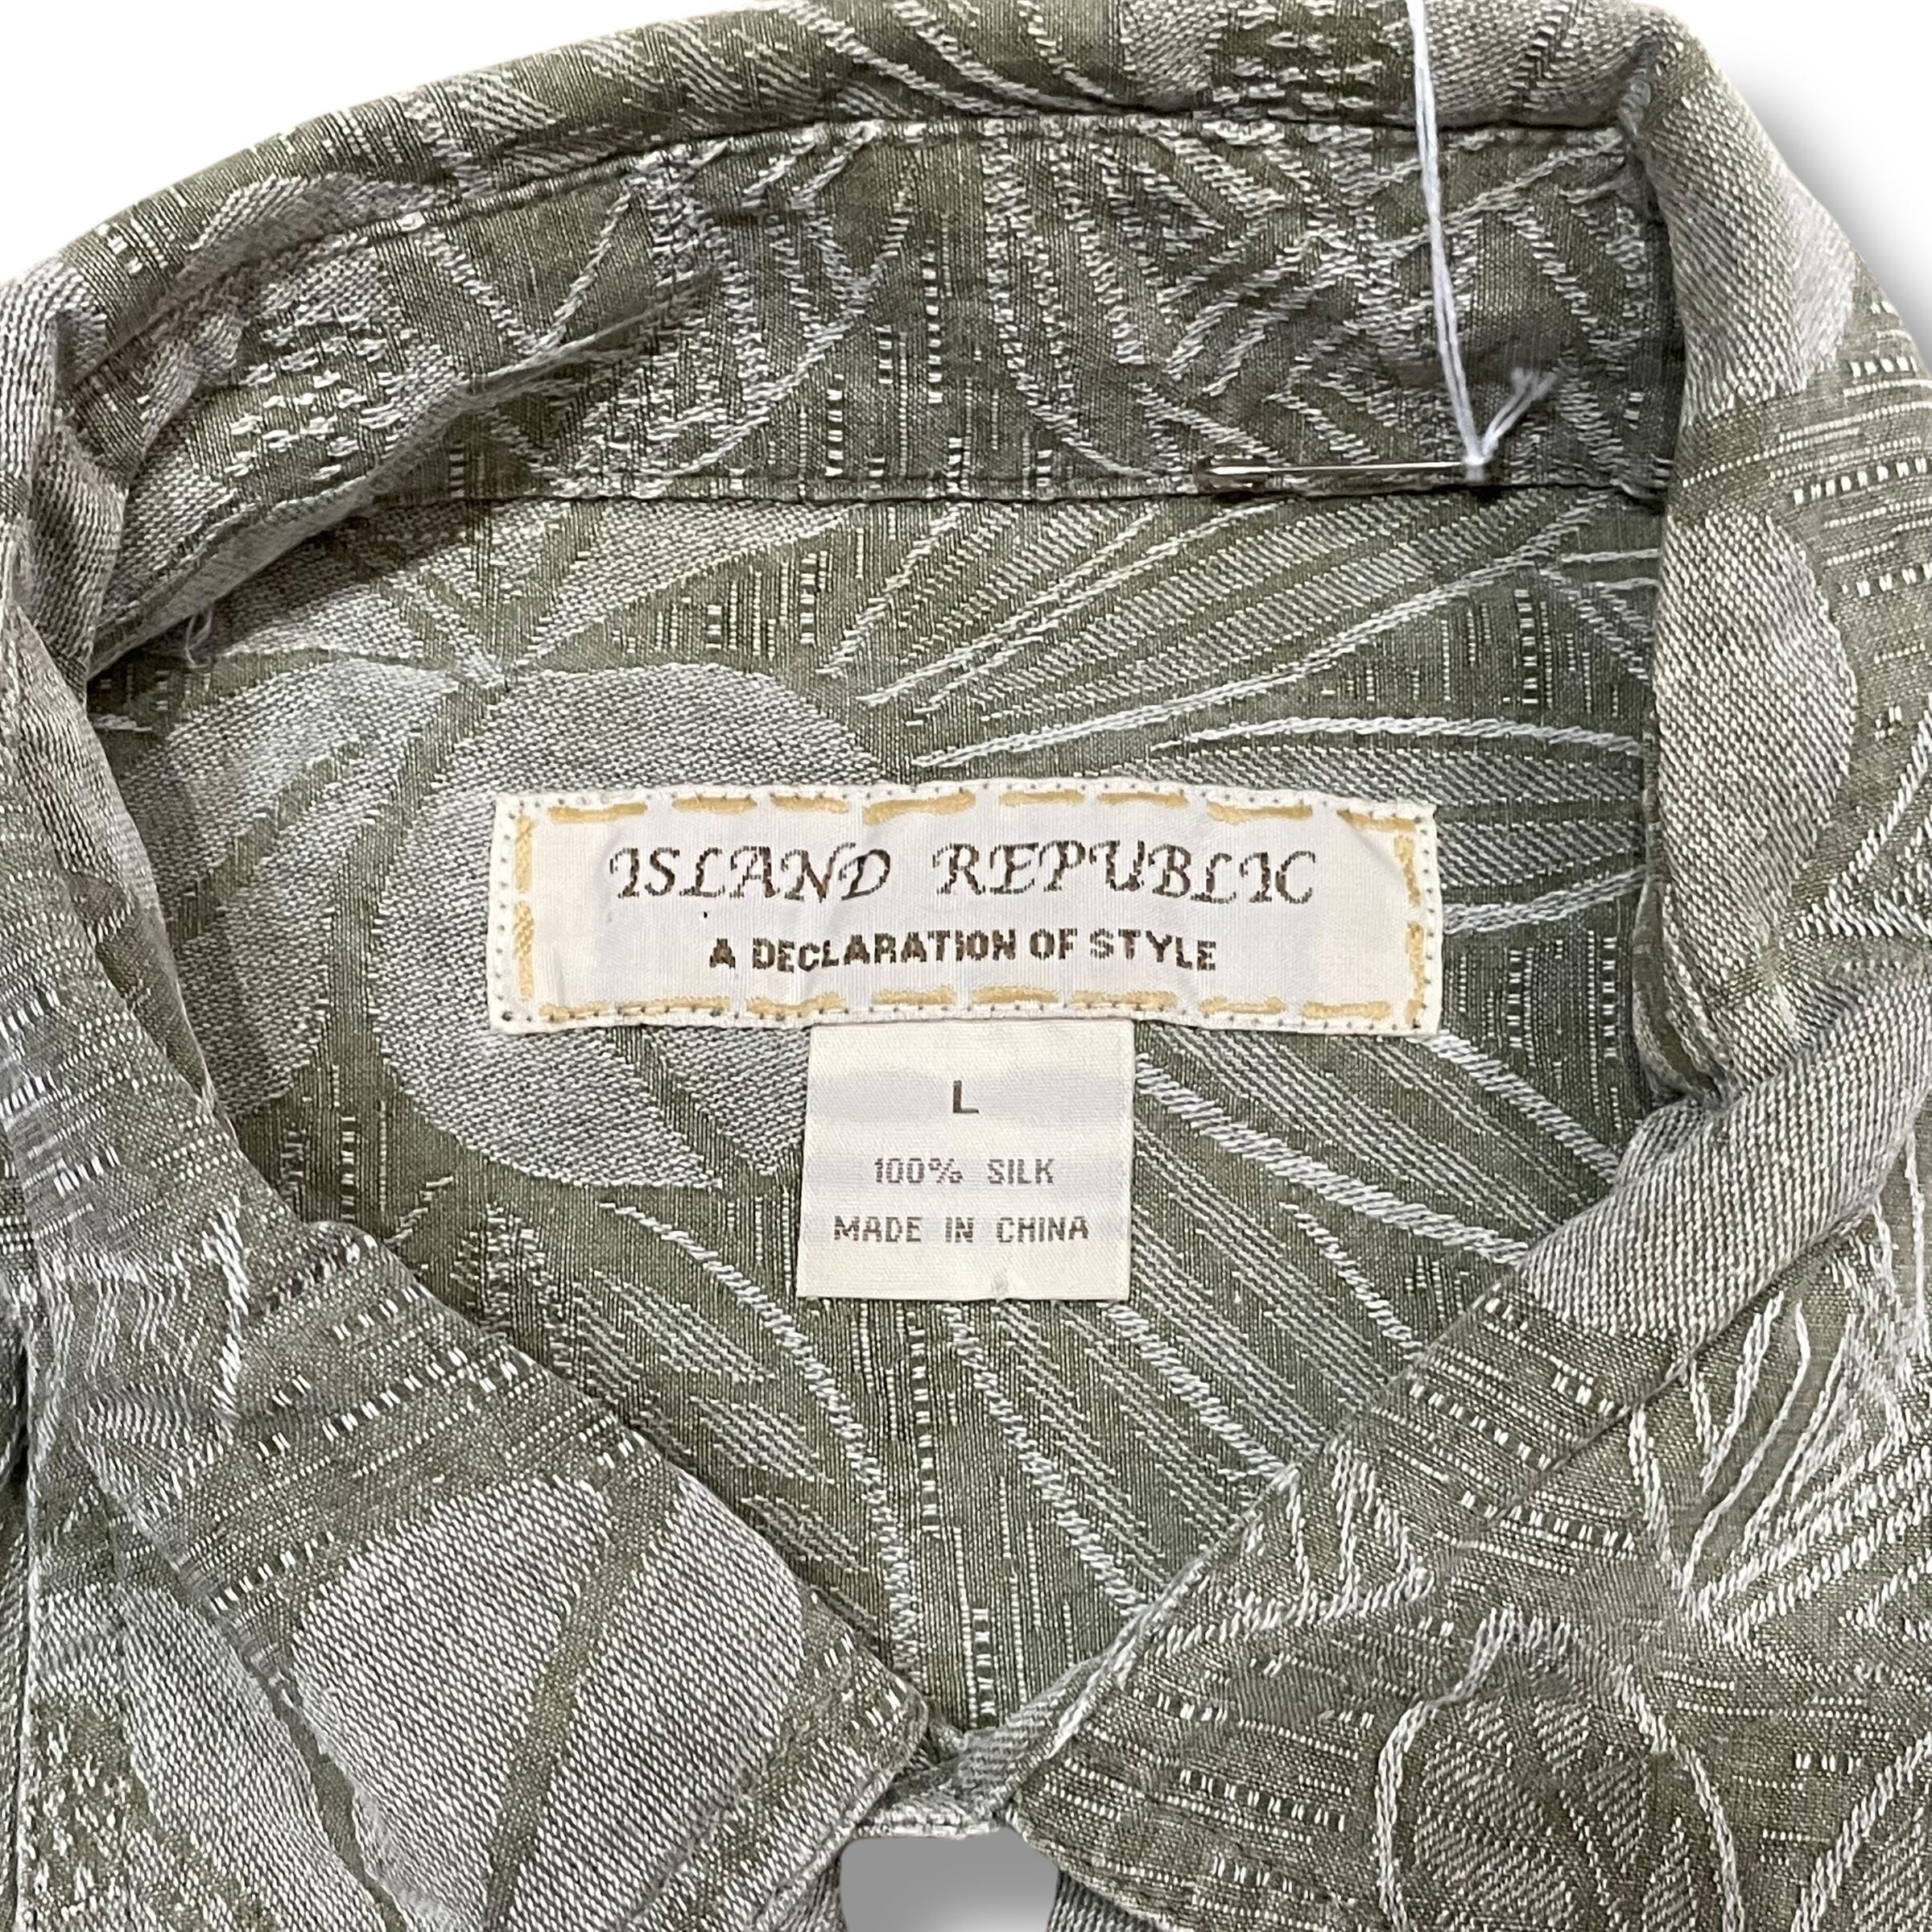 ISLAND REPUBLIC
A DECLARATION OF STYLE
L
100% SILK
MADE IN CHINA